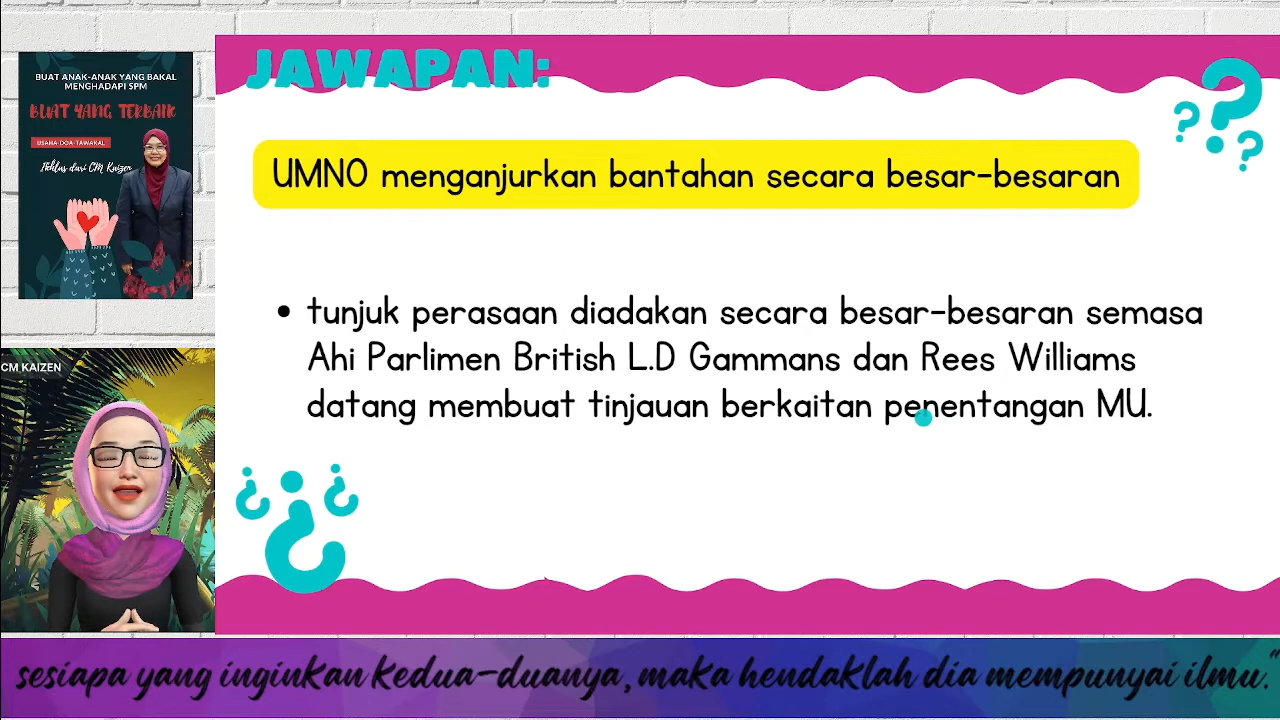 JAWAPAN:
UMNO menganjurkan bantahan secara besar-besaran
• tunjuk perasaan diadakan secara besar-besaran semasa
Ahi Parlimen British L.D Gammans dan Rees Williams
datang membuat tinjauan berkaitan penentangan MU.
BUAT ANAK-ANAK YANG BAKAL
MENGHADAPI SPM
BUAT YANG TERBAIK
USAHA-DOA-TAWAKAL
Ikhlas dari CM Kaizen
CM KAIZEN
sesiapa yang inginkan kedua-duanya, maka hendaklah dia mempunyai ilmu."